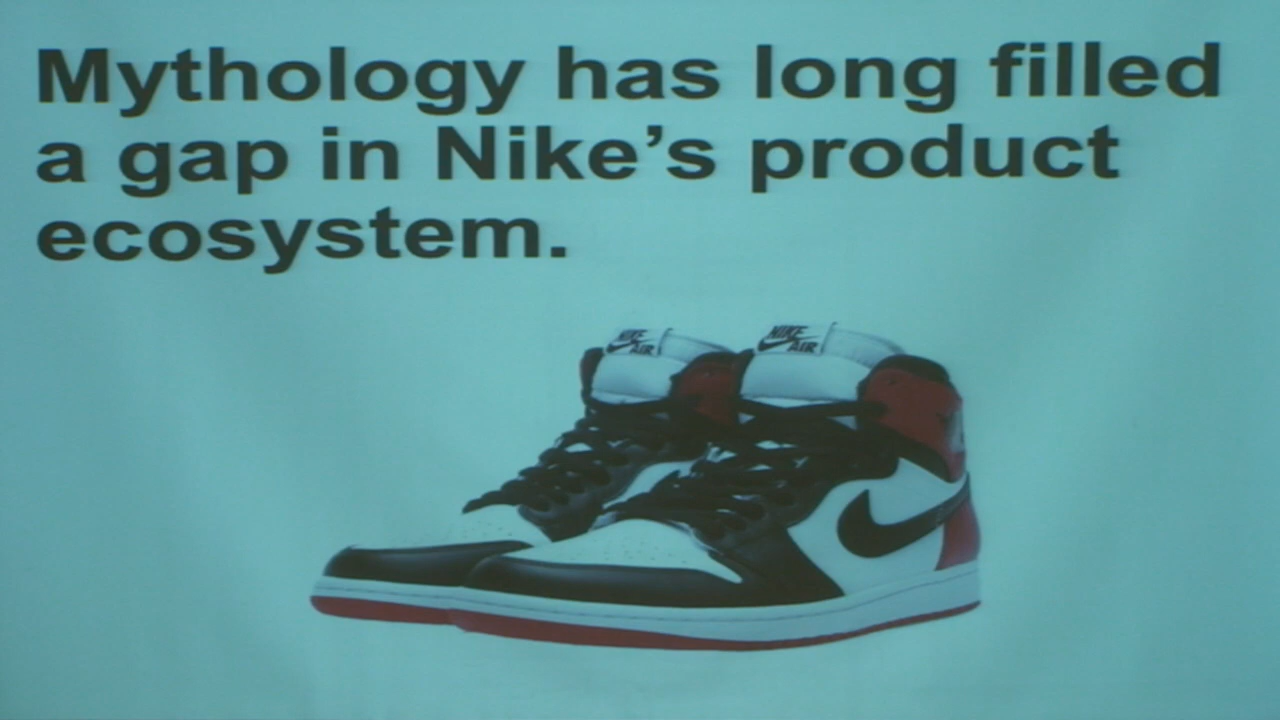 Mythology has long filled
a gap in Nike’s product
ecosystem.
NIKE
AIR
NIKE
AIR